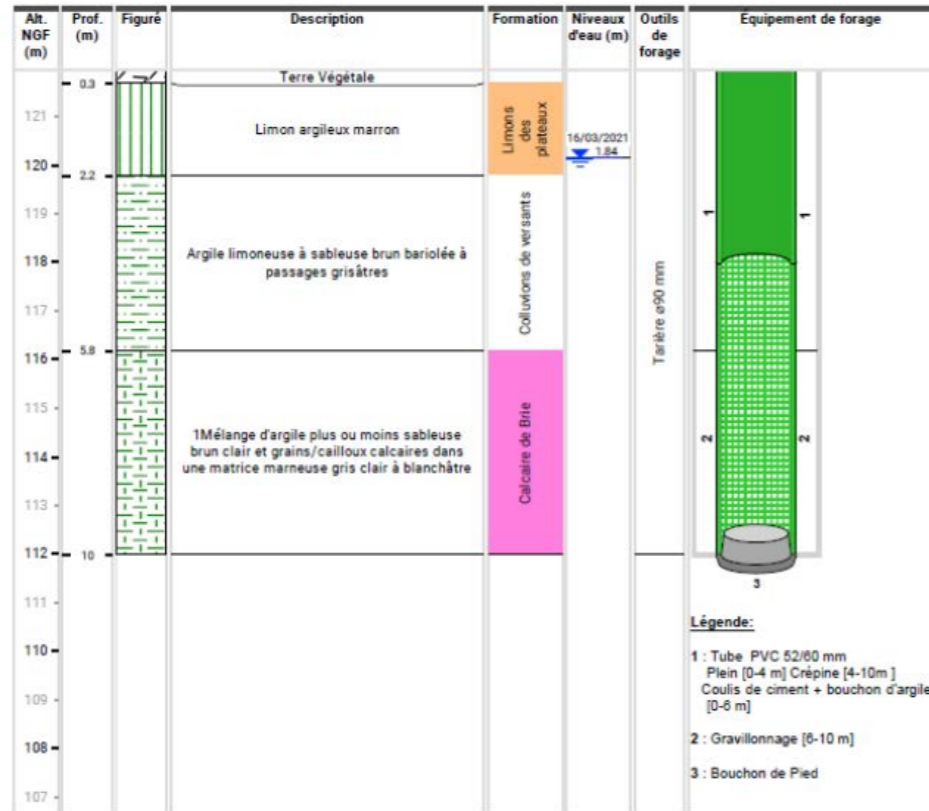 Alt. NGF (m)
Prof. (m)
Figuré
Description
Formation
Niveaux d'eau (m)
Outils de forage
Équipement de forage
121
120
119
118
117
116
115
114
113
112
111
110
109
108
107
0.3
2.2
5.8
10
Terre Végétale
Limon argileux marron
Argile limoneuse à sableuse brun bariolée à
passages grisâtres
1Mélange d'argile plus ou moins sableuse
brun clair et grains/cailloux calcaires dans
une matrice marneuse gris clair à blanchâtre
Limons
des
plateaux
Colluvions de versants
Calcaire de Brie
16/03/2021
1.84
Tarière ø90 mm
1
1
2
2
3
Légende:
1 : Tube PVC 52/60 mm
Plein [0-4 m] Crépine [4-10m ]
Coulis de ciment + bouchon d'argile
[0-6 m]
2 : Gravillonnage [6-10 m]
3 : Bouchon de Pied